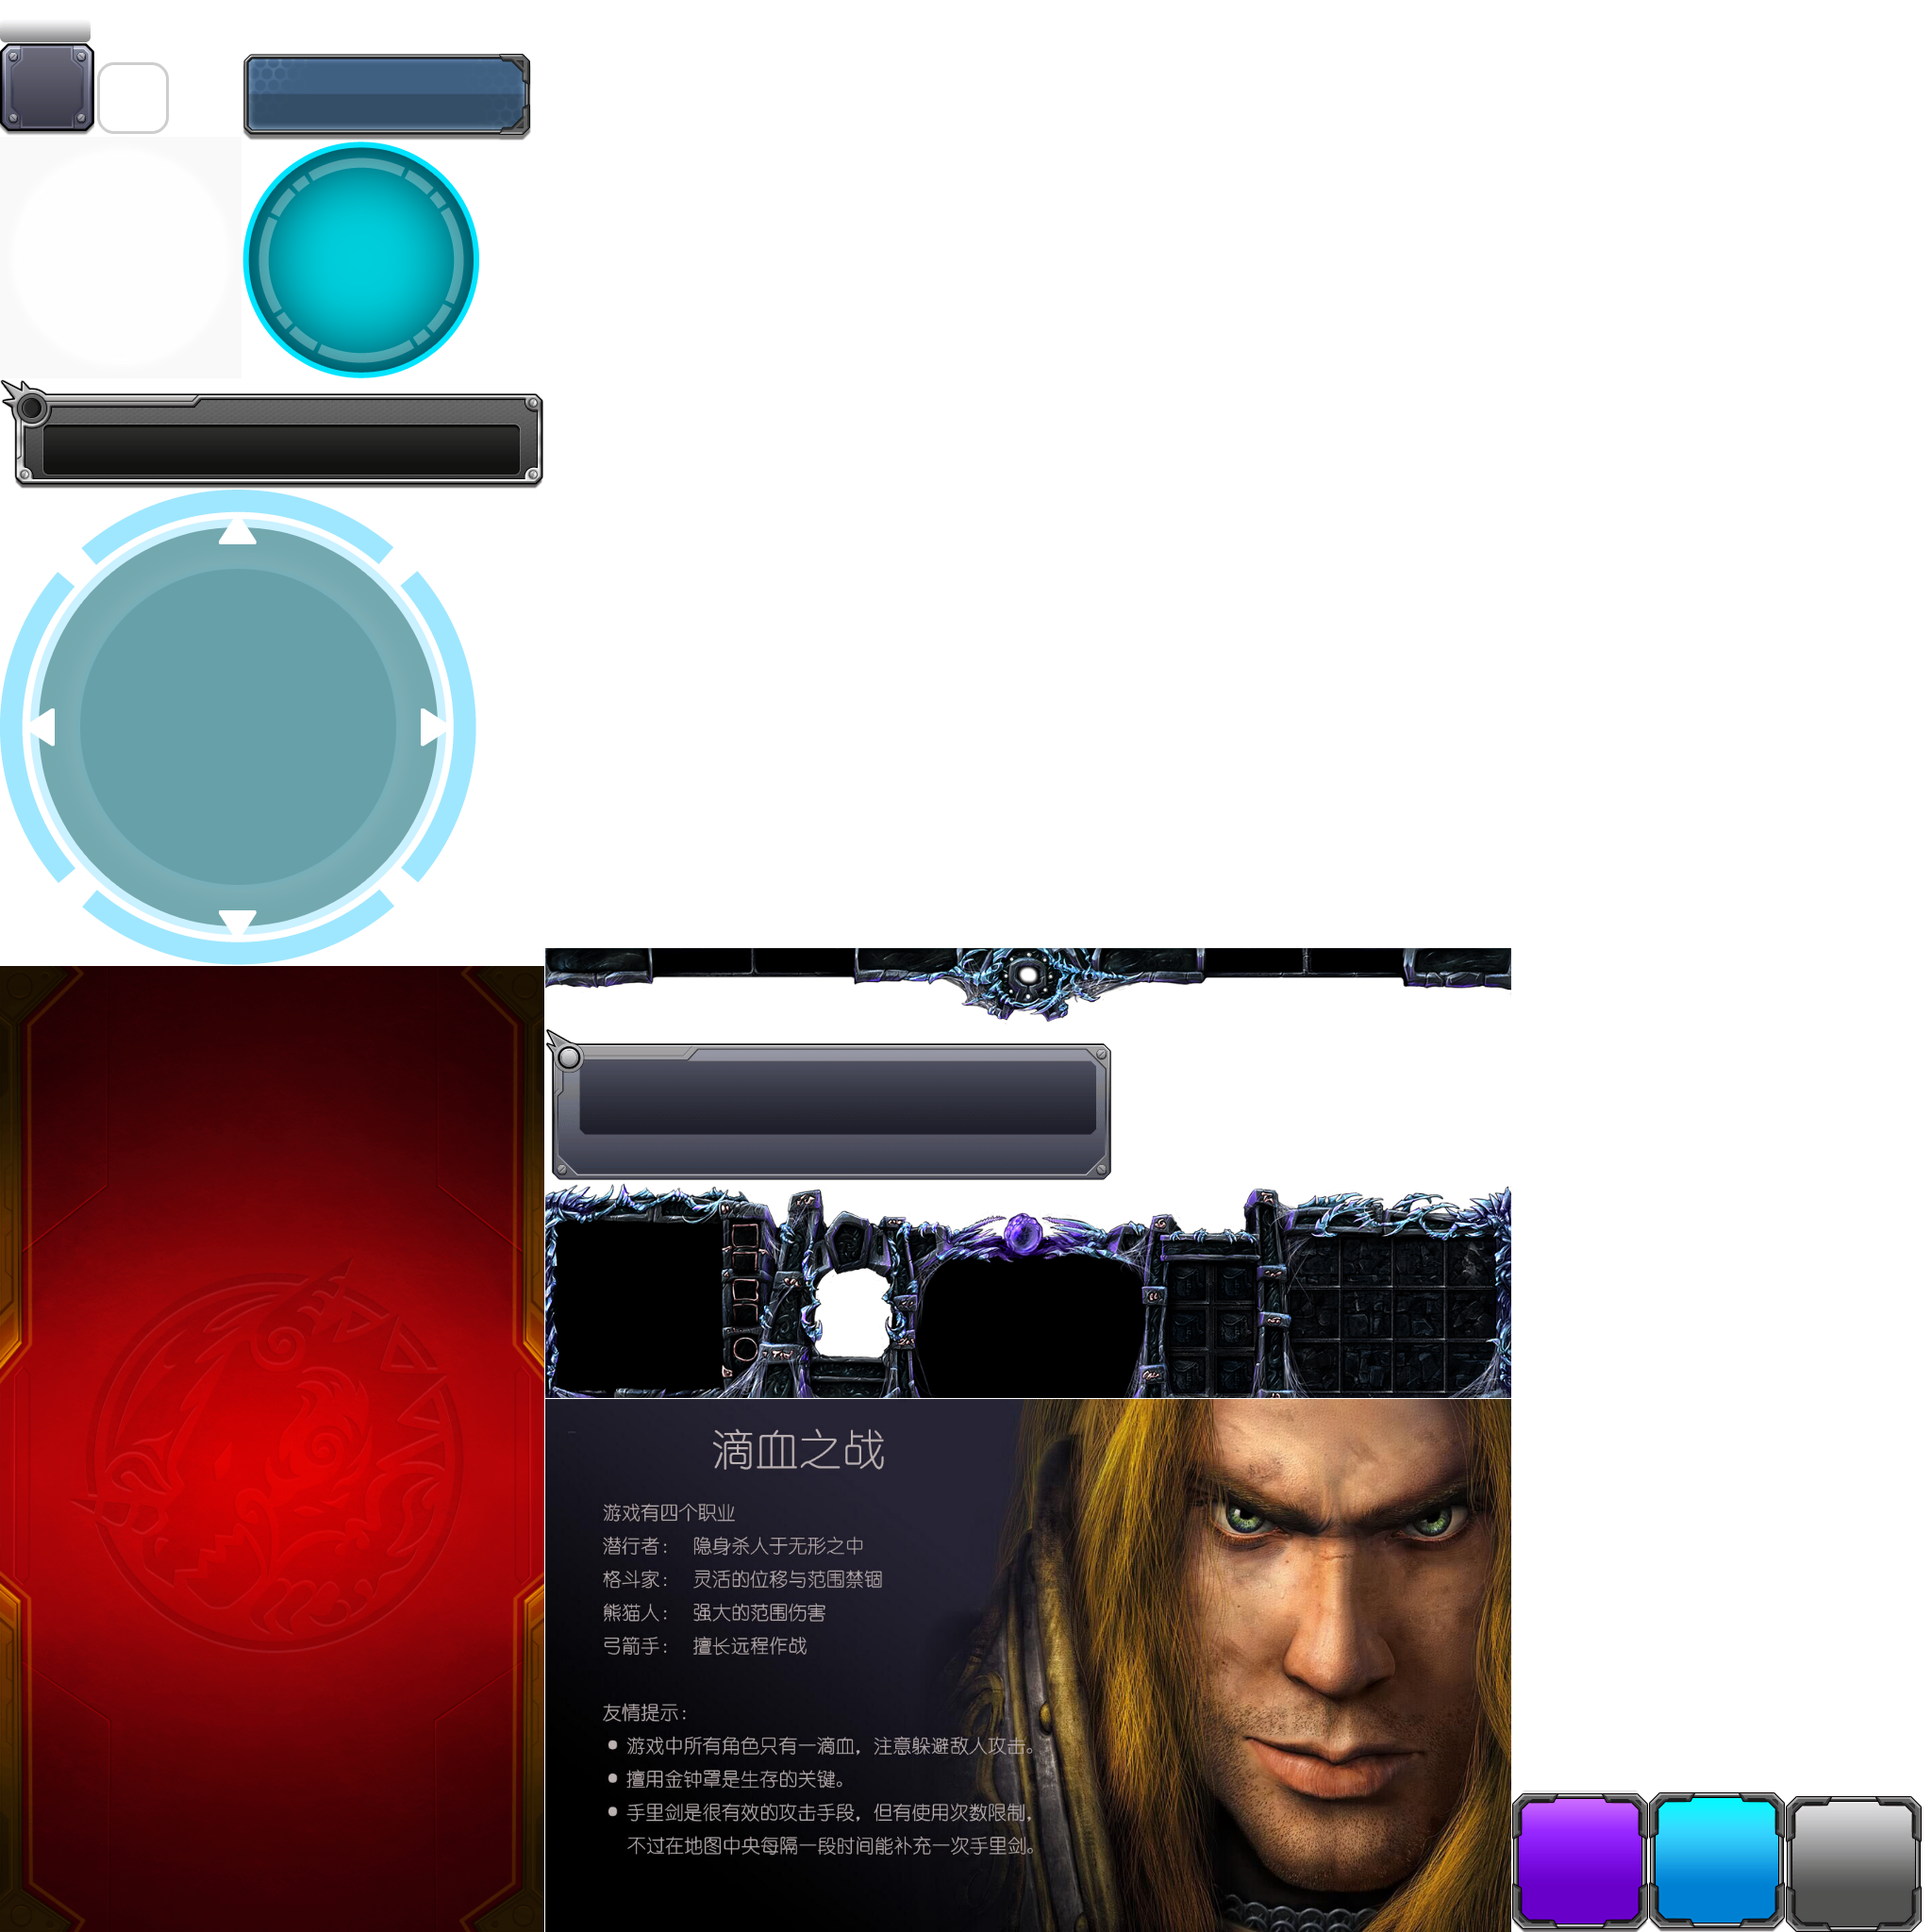 滴血之战
游戏有四个职业
潜行者： 隐身杀人于无形之中
格斗家： 灵活的位移与范围禁锢
熊猫人： 强大的范围伤害
弓箭手： 擅长远程作战
友情提示：
● 游戏中所有角色只有一滴血，注意躲避敌人攻击。
● 擅用金钟罩是生存的关键。
● 手里剑是很有效的攻击手段，但有使用次数限制，
不过在地图中央每隔一段时间能补充一次手里剑。